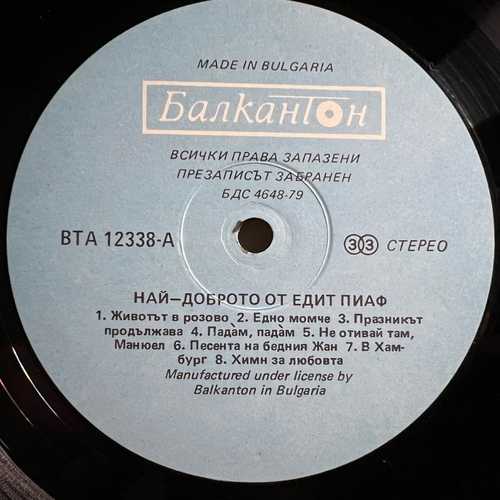 MADE IN BULGARIA
Балкантон
ВСИЧКИ ПРАВА ЗАПАЗЕНИ
ПРЕЗАПИСЪТ ЗАБРАНЕН
БДС 4648-79
ВТА 12338-А
33 СТЕРЕО
НАЙ—ДОБРОТО ОТ ЕДИТ ПИАФ
1. Животът в розово 2. Едно момче 3. Празникът
продължава 4. Падам, падам 5. Не отивай там,
Манюел 6. Песента на бедния Жан 7. В Хам-
бург 8. Химн за любовта
Manufactured under license by
Balkanton in Bulgaria